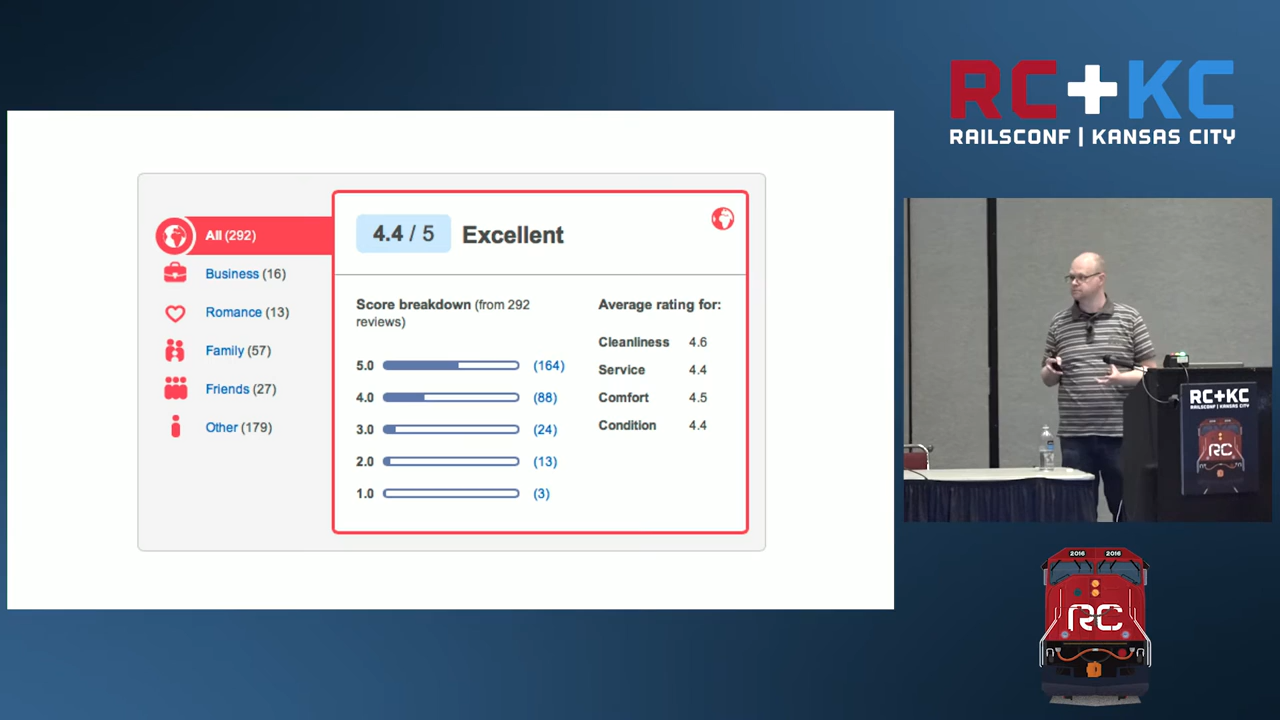 RC+KC
RAILSCONF | KANSAS CITY
All (292)
Business (16)
Romance (13)
Family (57)
Friends (27)
Other (179)
4.4 / 5 Excellent
Score breakdown (from 292
reviews)
5.0 (164)
4.0 (88)
3.0 (24)
2.0 (13)
1.0 (3)
Average rating for:
Cleanliness 4.6
Service 4.4
Comfort 4.5
Condition 4.4
RC+KC
RAILSCONF | KANSAS CITY
RC
2016 2016
RC